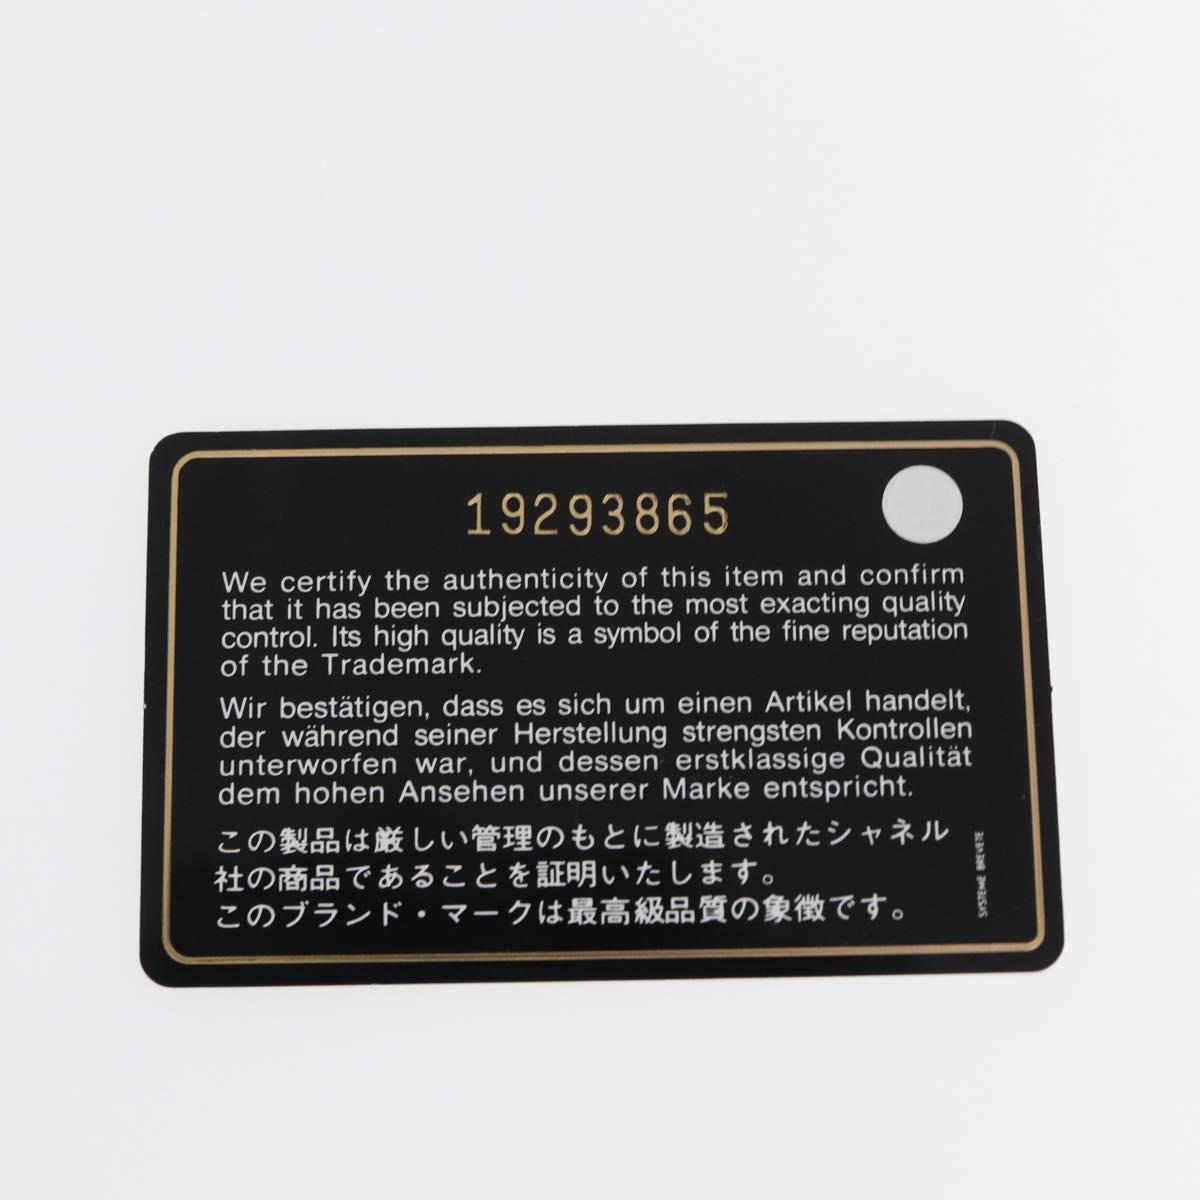 19293865
We certify the authenticity of this item and confirm
that it has been subjected to the most exacting quality
control. Its high quality is a symbol of the fine reputation
of the Trademark.
Wir bestätigen, dass es sich um einen Artikel handelt,
der während seiner Herstellung strengsten Kontrollen
unterworfen war, und dessen erstklassige Qualität
dem hohen Ansehen unserer Marke entspricht.
この製品は厳しい管理のもとに製造されたシャネル
社の商品であることを証明いたします。
このブランド・マークは最高級品質の象徴です。
SYSTEME BREVETE